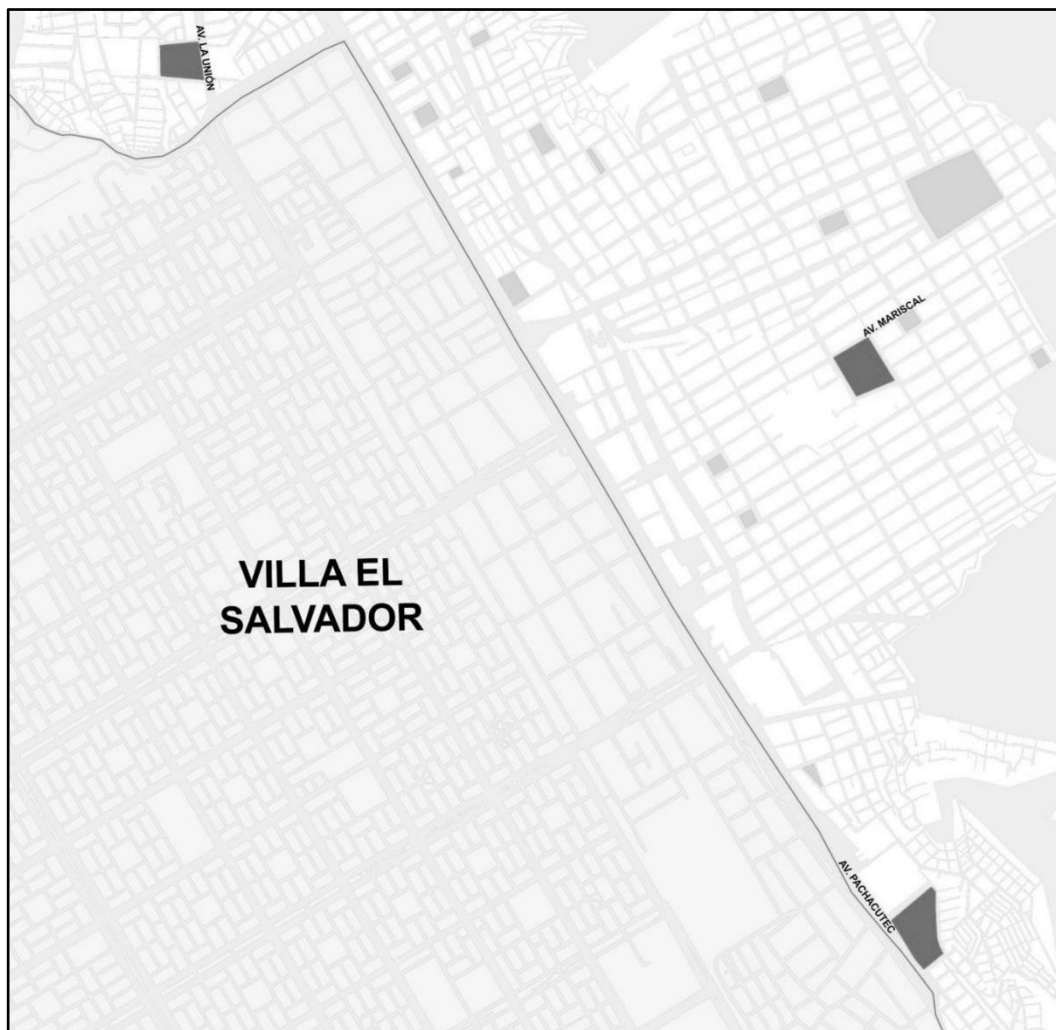 AV. LA UNIÓN
AV. MARISCAL
VILLA EL
SALVADOR
AV. PACHACUTEC